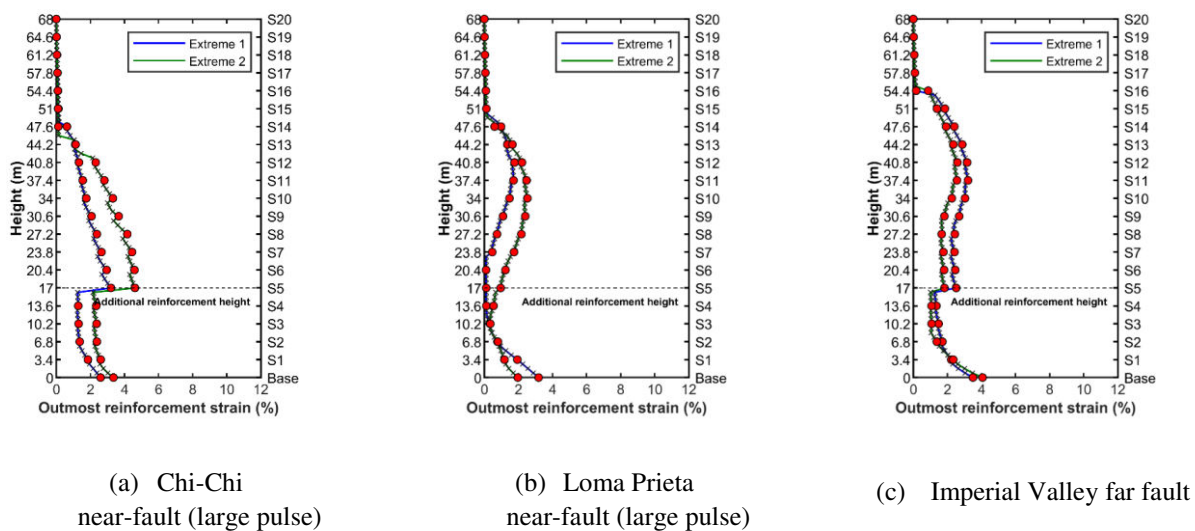 68
64.6
61.2
57.8
54.4
51
47.6
44.2
40.8
37.4
34
30.6
27.2
23.8
20.4
17
13.6
10.2
6.8
3.4
0
Height (m)
S20
S19
S18
S17
S16
S15
S14
S13
S12
S11
S10
S9
S8
S7
S6
S5
S4
S3
S2
S1
Base
Extreme 1
Extreme 2
Additional reinforcement height
0 2 4 6 8 10 12
Outmost reinforcement strain (%)
(a) Chi-Chi
near-fault (large pulse)
68
64.6
61.2
57.8
54.4
51
47.6
44.2
40.8
37.4
34
30.6
27.2
23.8
20.4
17
13.6
10.2
6.8
3.4
0
Height (m)
S20
S19
S18
S17
S16
S15
S14
S13
S12
S11
S10
S9
S8
S7
S6
S5
S4
S3
S2
S1
Base
Extreme 1
Extreme 2
Additional reinforcement height
0 2 4 6 8 10 12
Outmost reinforcement strain (%)
(b) Loma Prieta
near-fault (large pulse)
68
64.6
61.2
57.8
54.4
51
47.6
44.2
40.8
37.4
34
30.6
27.2
23.8
20.4
17
13.6
10.2
6.8
3.4
0
Height (m)
S20
S19
S18
S17
S16
S15
S14
S13
S12
S11
S10
S9
S8
S7
S6
S5
S4
S3
S2
S1
Base
Extreme 1
Extreme 2
Additional reinforcement height
0 2 4 6 8 10 12
Outmost reinforcement strain (%)
(c) Imperial Valley far fault